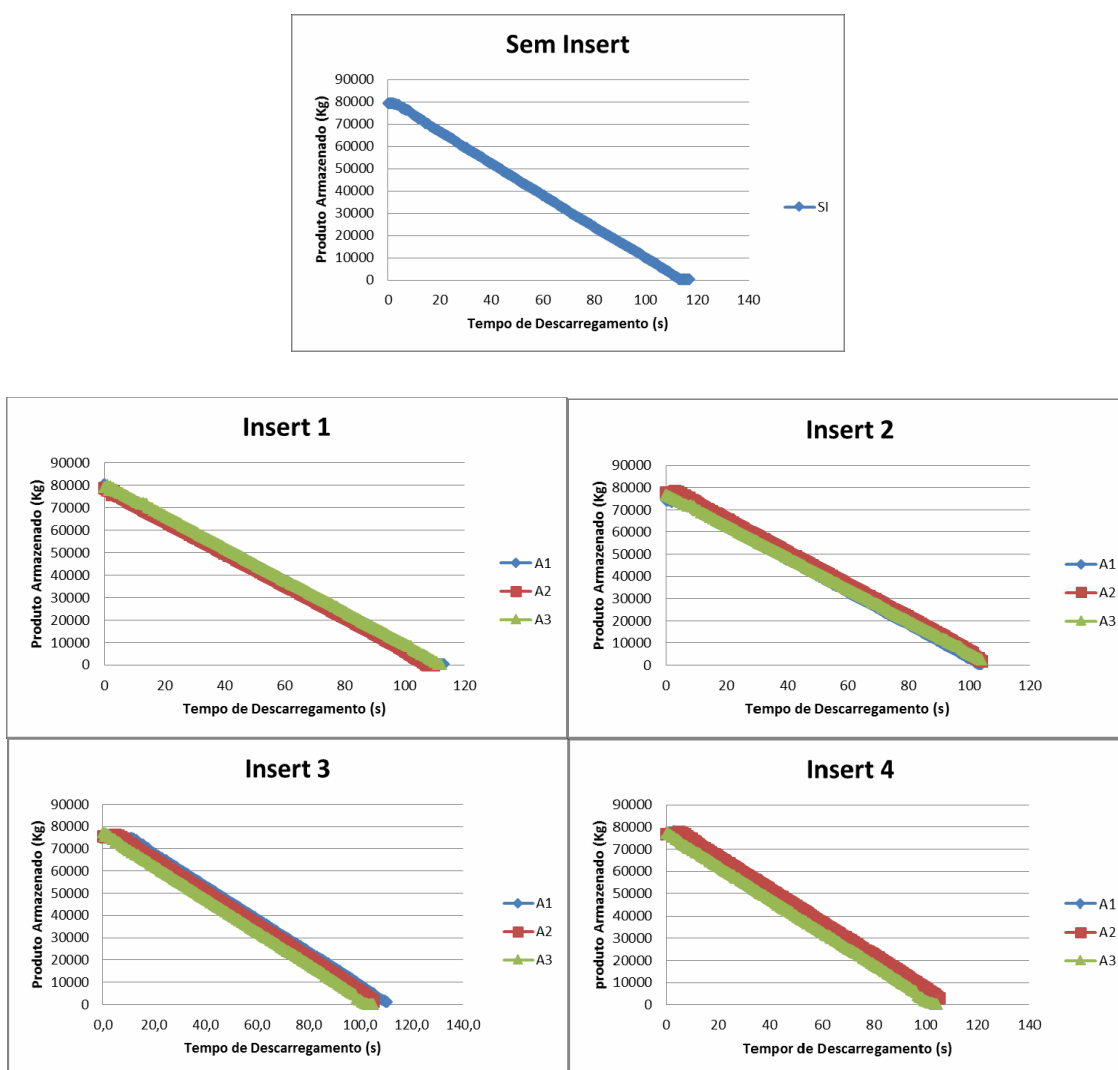 Sem Insert
Produto Armazenado (Kg)
90000
80000
70000
60000
50000
40000
30000
20000
10000
0
0 20 40 60 80 100 120 140
Tempo de Descarregamento (s)
SI
Insert 1
Produto Armazenado (Kg)
90000
80000
70000
60000
50000
40000
30000
20000
10000
0
0 20 40 60 80 100 120
Tempo de Descarregamento (s)
A1
A2
A3
Insert 2
Produto Armazenado (Kg)
90000
80000
70000
60000
50000
40000
30000
20000
10000
0
0 20 40 60 80 100 120
Tempo de Descarregamento (s)
A1
A2
A3
Insert 3
Produto Armazenado (Kg)
90000
80000
70000
60000
50000
40000
30000
20000
10000
0
0,0 20,0 40,0 60,0 80,0 100,0 120,0 140,0
Tempo de Descarregamento (s)
A1
A2
A3
Insert 4
produto Armazenado (Kg)
90000
80000
70000
60000
50000
40000
30000
20000
10000
0
0 20 40 60 80 100 120 140
Tempor de Descarregamento (s)
A1
A2
A3